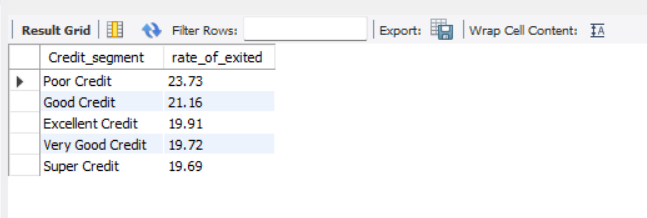 Result Grid Filter Rows: Export: Wrap Cell Content:
Credit_segment rate_of_exited
Poor Credit 23.73
Good Credit 21.16
Excellent Credit 19.91
Very Good Credit 19.72
Super Credit 19.69